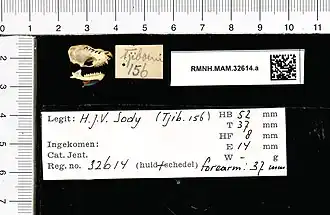 Tjibouni
156
RMNH.MAM.32614.a
Legit: H.J.V. Sody (Tjib. 156) HB 52 mm
T 37 mm
Ingekomen: HF 8 mm
Cat. Jent. E 14 mm
W - g
Reg. no. 32614 (huid+schedel) forearm: 37 mm